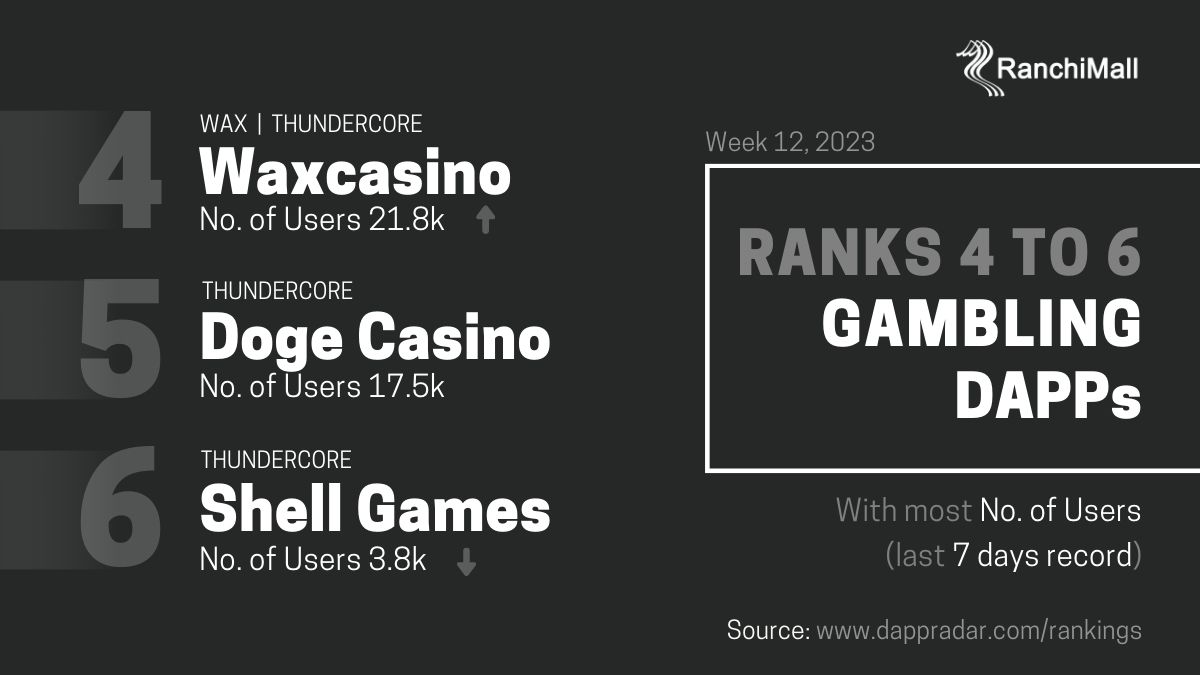 RanchiMall
4
WAX | THUNDERCORE
Waxcasino
No. of Users 21.8k
5
THUNDERCORE
Doge Casino
No. of Users 17.5k
6
THUNDERCORE
Shell Games
No. of Users 3.8k
Week 12, 2023
RANKS 4 TO 6
GAMBLING
DAPPs
With most No. of Users
(last 7 days record)
Source: www.dappradar.com/rankings